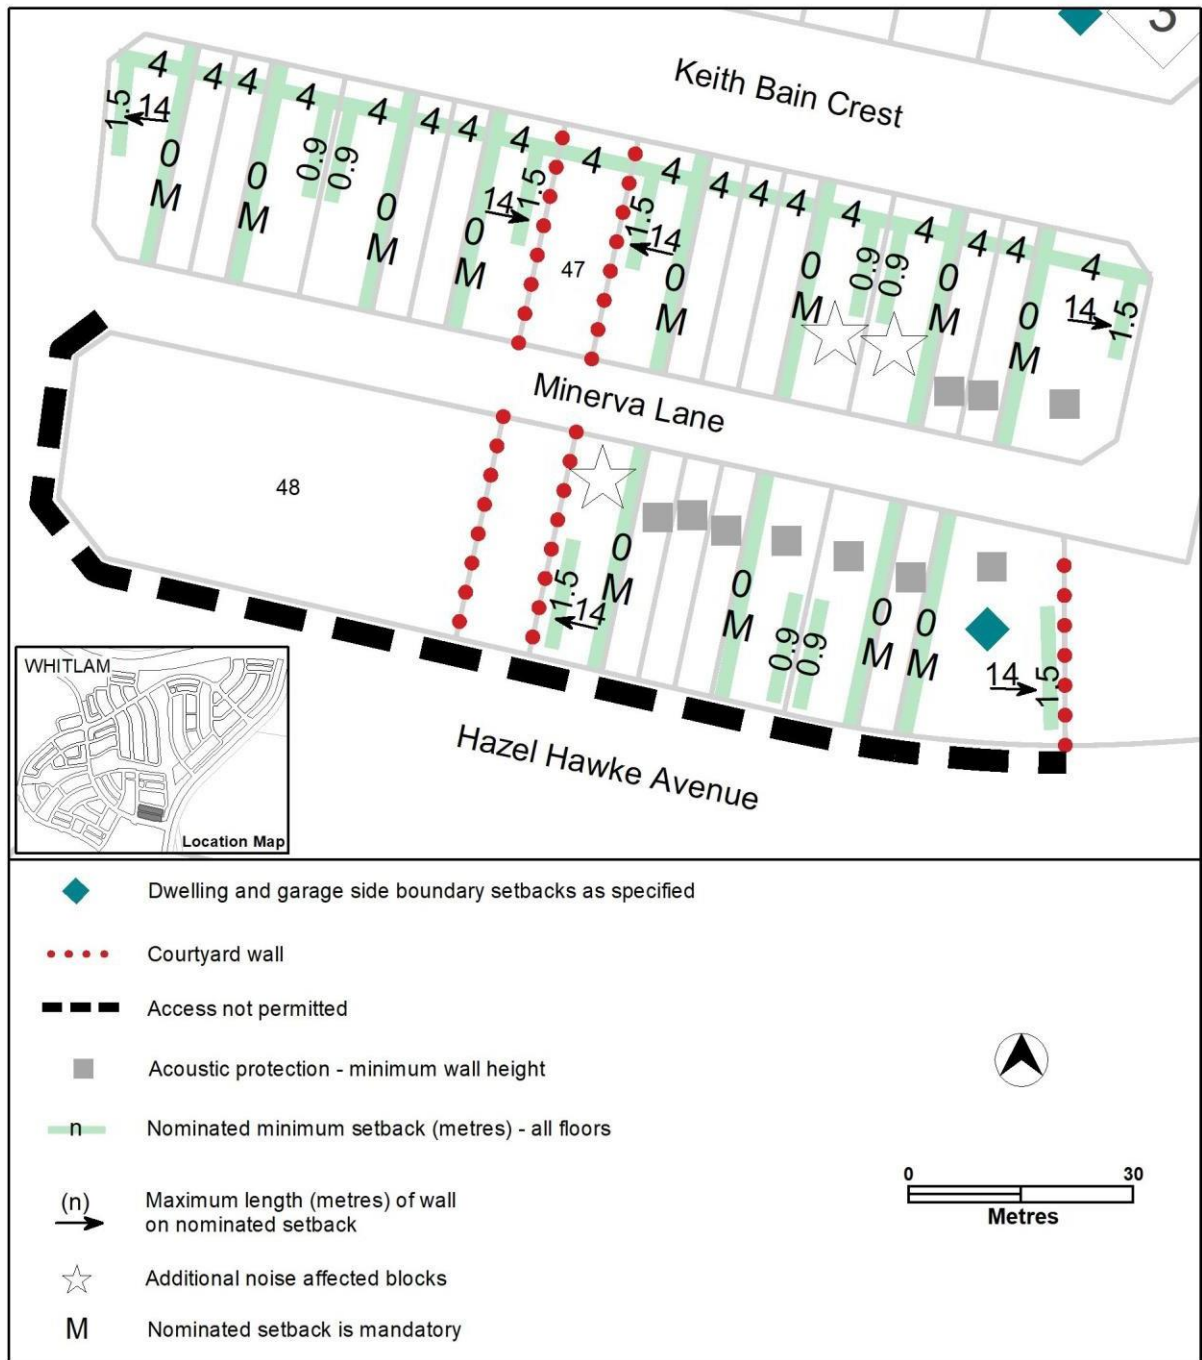 3
Keith Bain Crest
4 4 4 4 4 4 4 4 4 4 4 4 4 4 4 4 4 4
1.5
14
0 M
0 M
0.9
0.9
0 M
0 M
14
1.5
47
1.5
14
0 M
0 M
0.9
0.9
0 M
0 M
14
1.5
Minerva Lane
48
1.5
14
0 M
0 M
0.9
0.9
0 M
0 M
14
1.5
Hazel Hawke Avenue
WHITLAM
Location Map
Dwelling and garage side boundary setbacks as specified
Courtyard wall
Access not permitted
Acoustic protection - minimum wall height
n
Nominated minimum setback (metres) - all floors
(n)
Maximum length (metres) of wall
on nominated setback
Additional noise affected blocks
M
Nominated setback is mandatory
0 30
Metres